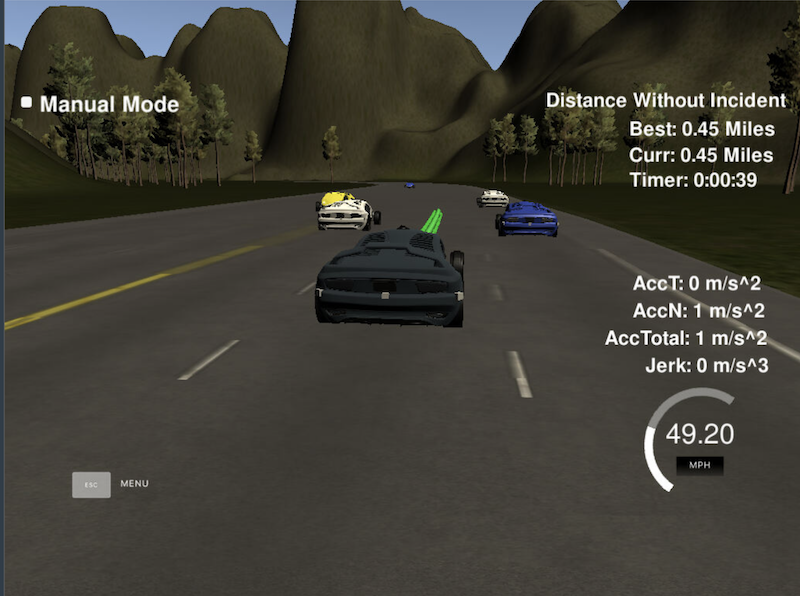 Manual Mode
Distance Without Incident
Best: 0.45 Miles
Curr: 0.45 Miles
Timer: 0:00:39
AccT: 0 m/s^2
AccN: 1 m/s^2
AccTotal: 1 m/s^2
Jerk: 0 m/s^3
49.20
MPH
ESC MENU